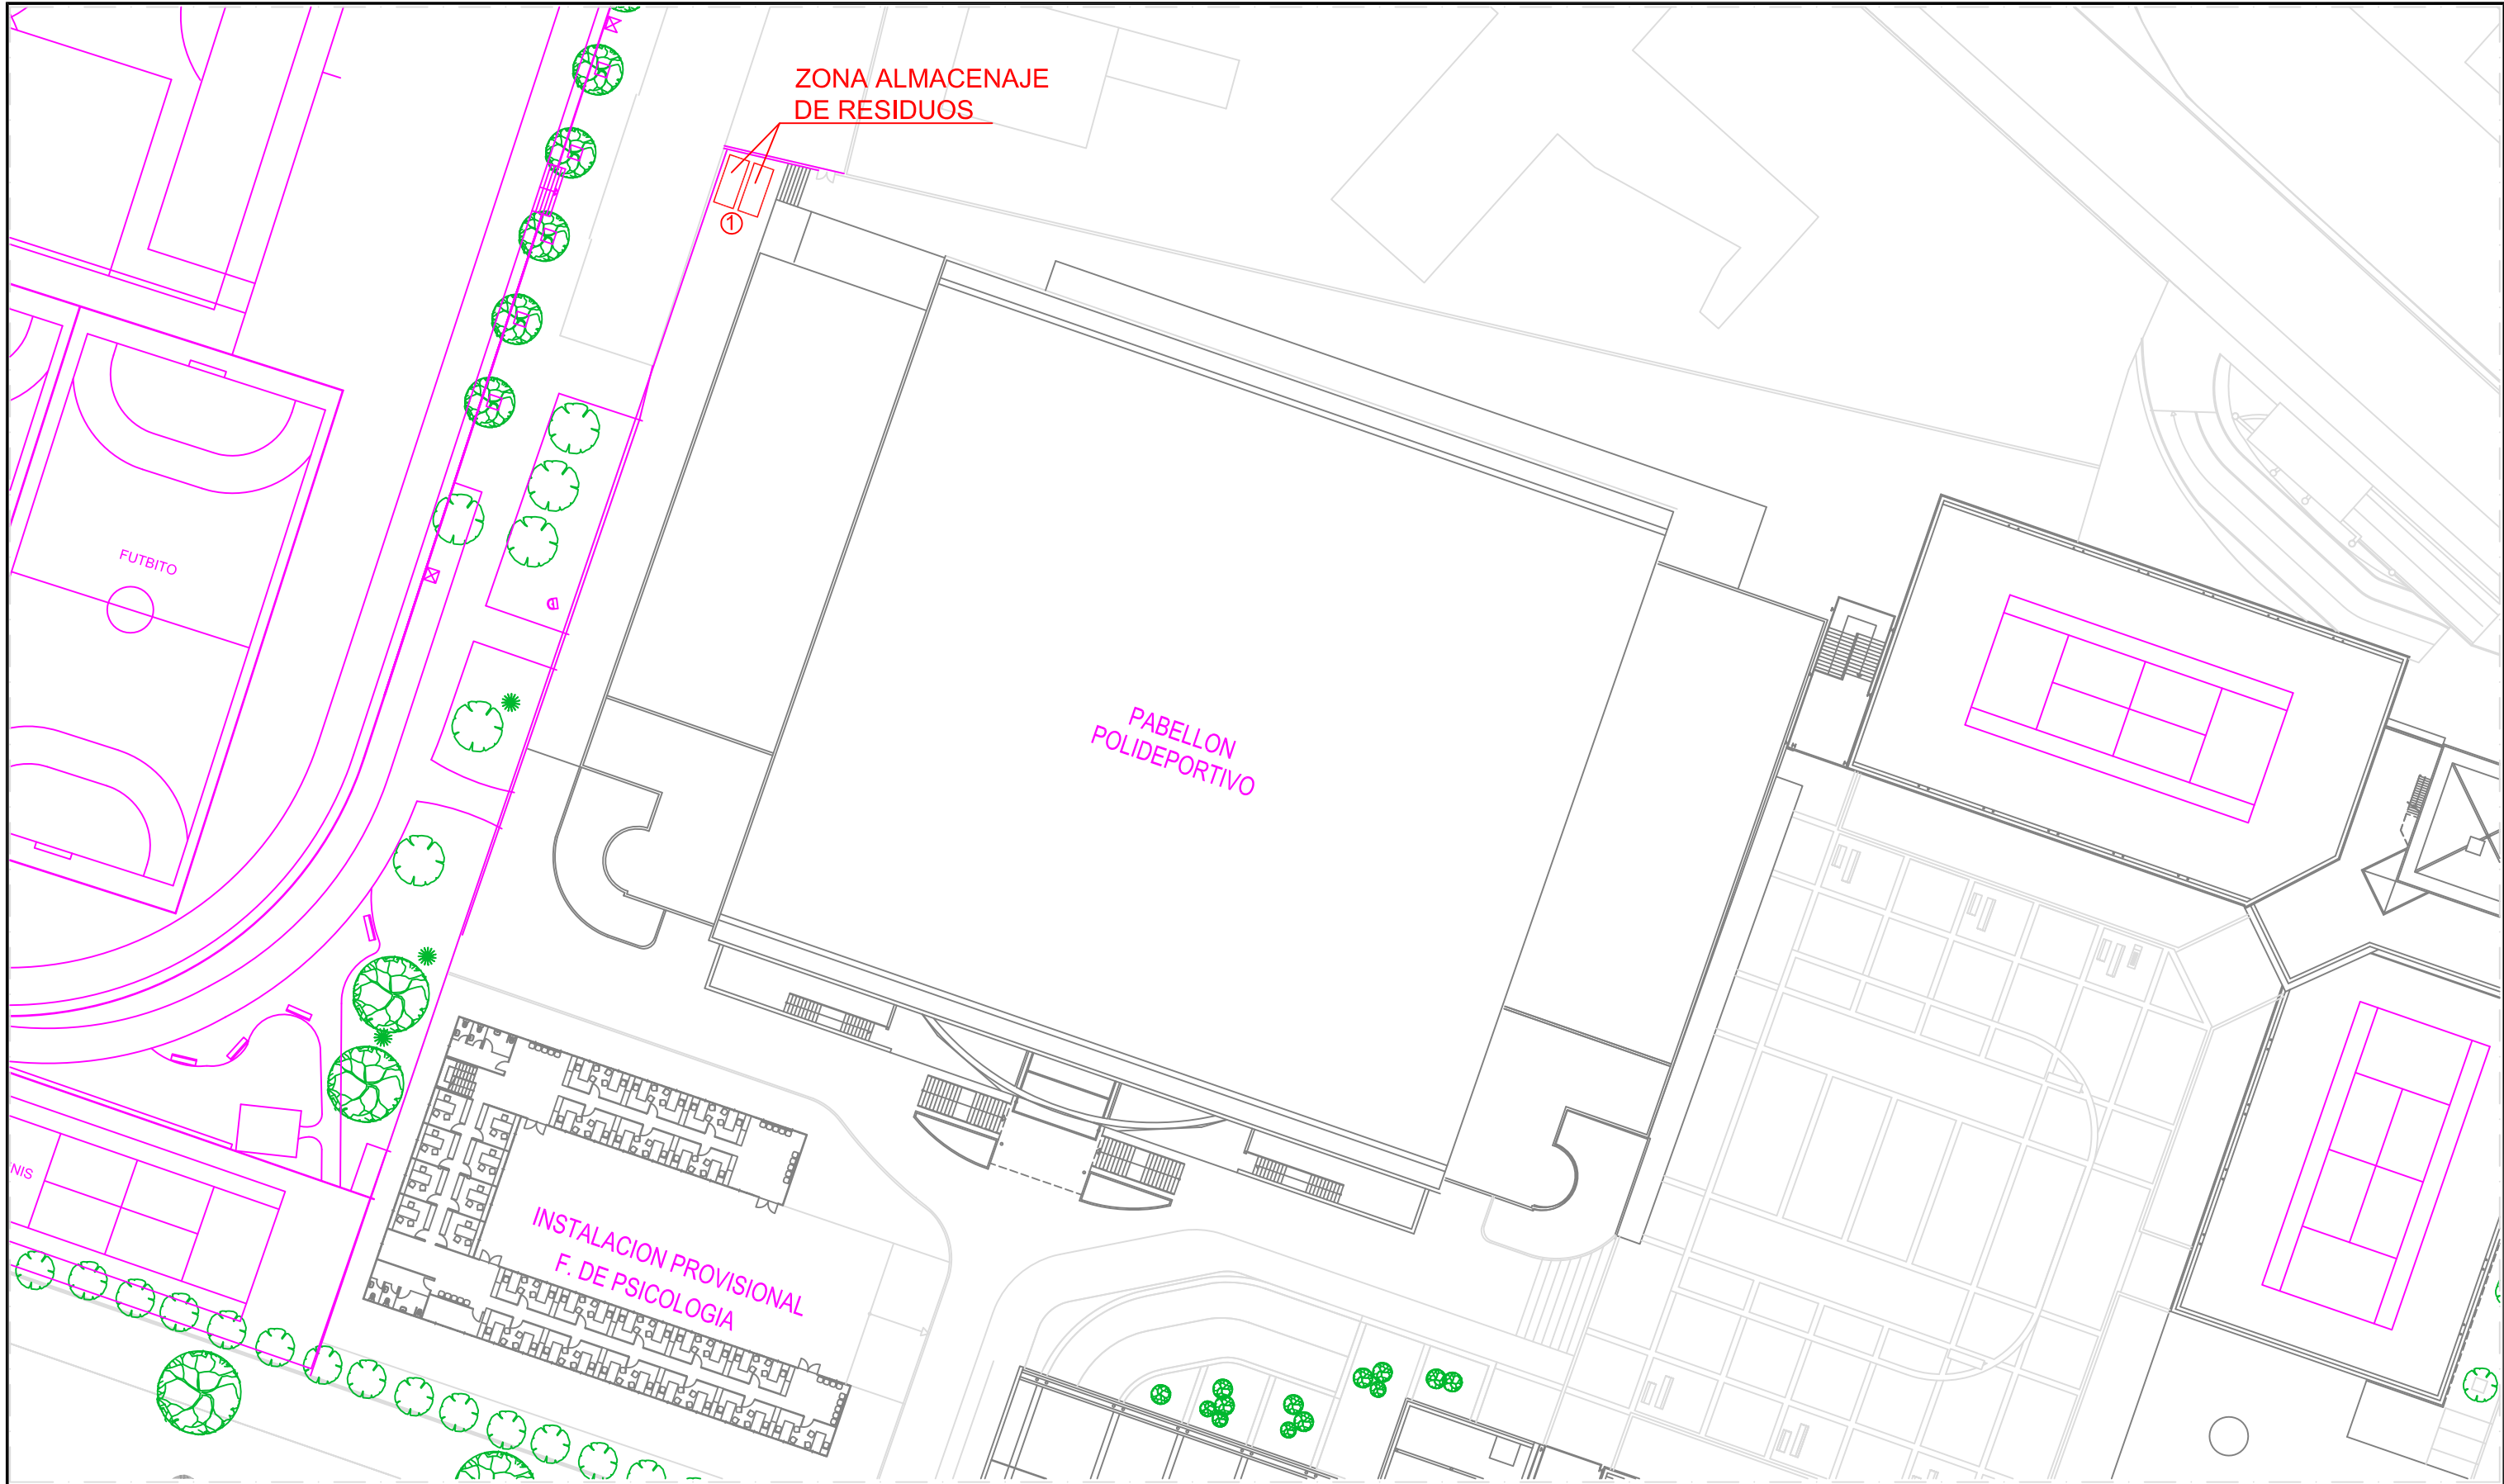 ZONA ALMACENAJE
DE RESIDUOS
1
FUTBITO
PABELLON
POLIDEPORTIVO
NIS
INSTALACION PROVISIONAL
F. DE PSICOLOGIA